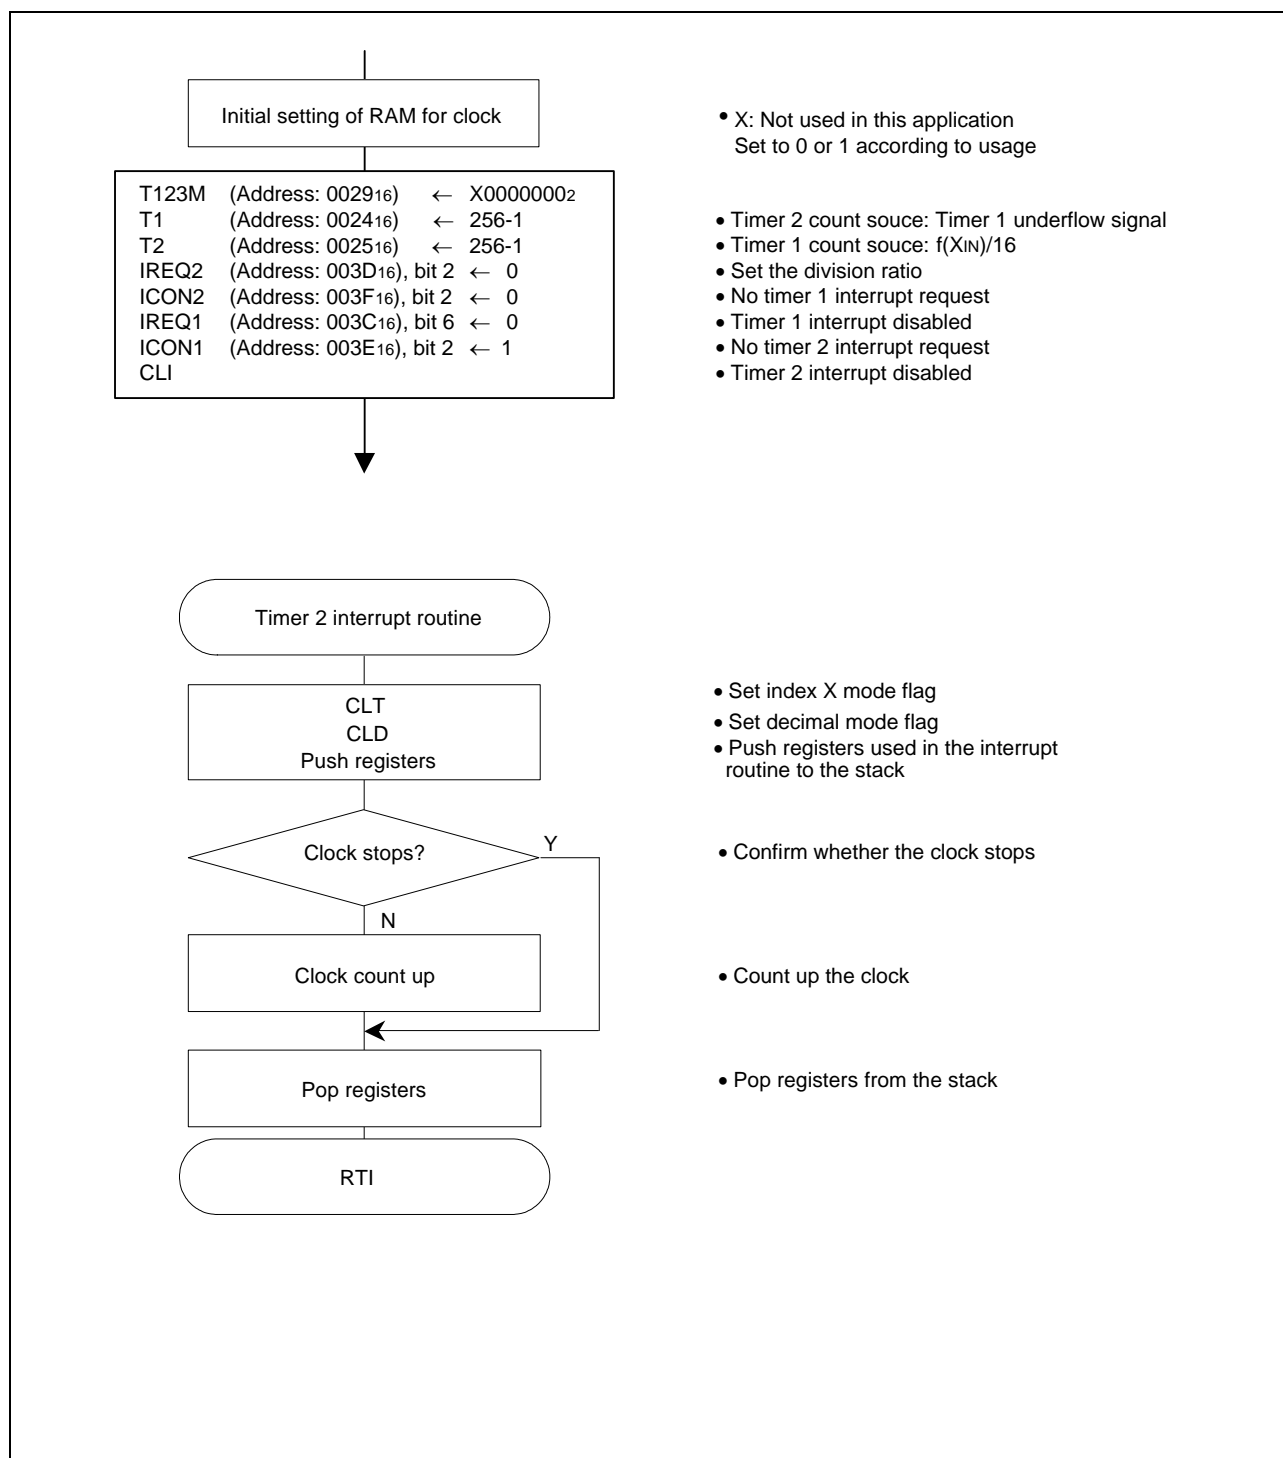 Initial setting of RAM for clock
• X: Not used in this application
Set to 0 or 1 according to usage
T123M (Address: 002916) ← X00000002
T1 (Address: 002416) ← 256-1
T2 (Address: 002516) ← 256-1
IREQ2 (Address: 003D16), bit 2 ← 0
ICON2 (Address: 003F16), bit 2 ← 0
IREQ1 (Address: 003C16), bit 6 ← 0
ICON1 (Address: 003E16), bit 2 ← 1
CLI
• Timer 2 count souce: Timer 1 underflow signal
• Timer 1 count souce: f(XIN)/16
• Set the division ratio
• No timer 1 interrupt request
• Timer 1 interrupt disabled
• No timer 2 interrupt request
• Timer 2 interrupt disabled
Timer 2 interrupt routine
CLT
CLD
Push registers
• Set index X mode flag
• Set decimal mode flag
• Push registers used in the interrupt
routine to the stack
Clock stops?
Y
• Confirm whether the clock stops
N
Clock count up
• Count up the clock
Pop registers
• Pop registers from the stack
RTI